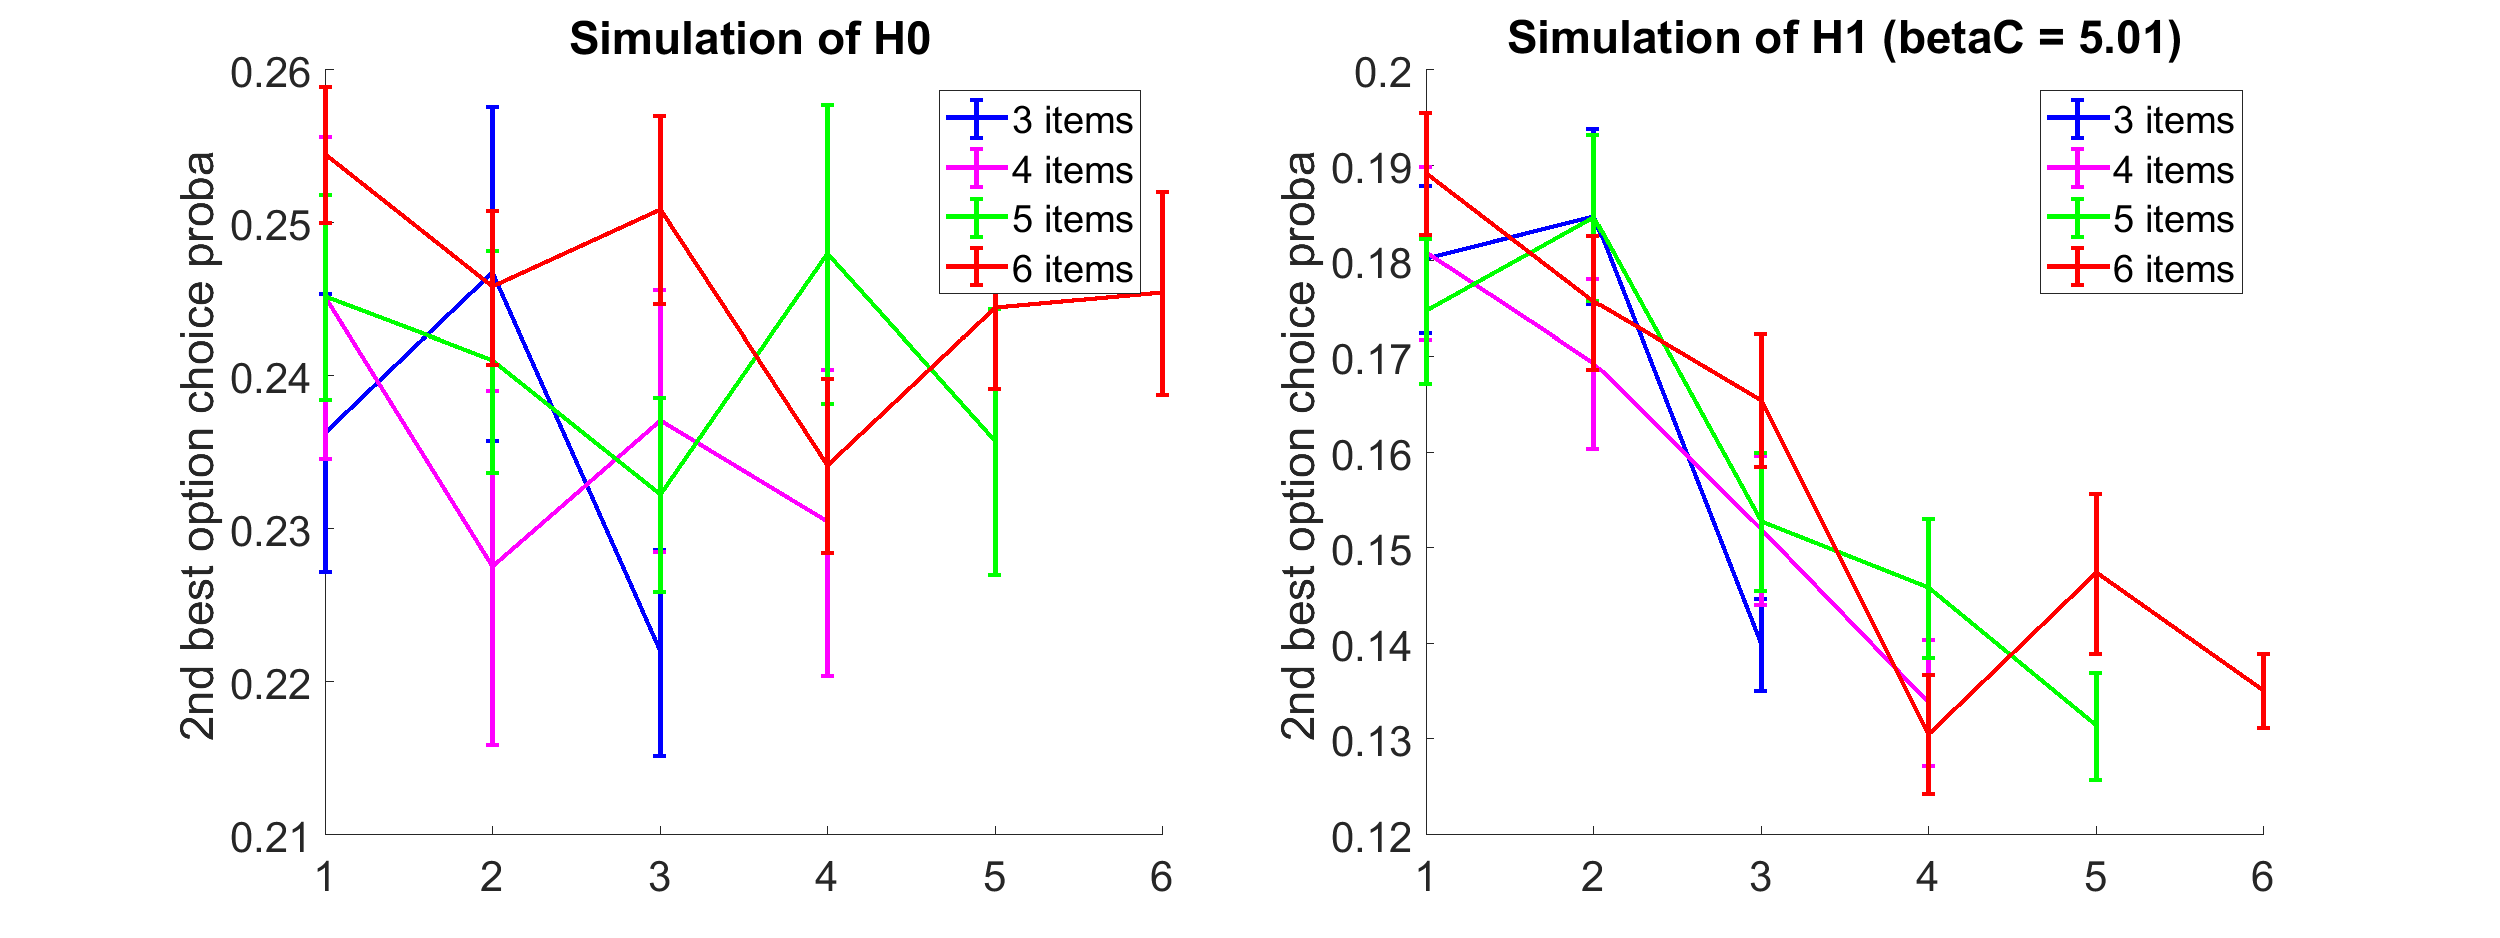 Simulation of H0
2nd best option choice proba
0.26
0.25
0.24
0.23
0.22
0.21
1 2 3 4 5 6
3 items
4 items
5 items
6 items
Simulation of H1 (betaC = 5.01)
2nd best option choice proba
0.2
0.19
0.18
0.17
0.16
0.15
0.14
0.13
0.12
1 2 3 4 5 6
3 items
4 items
5 items
6 items